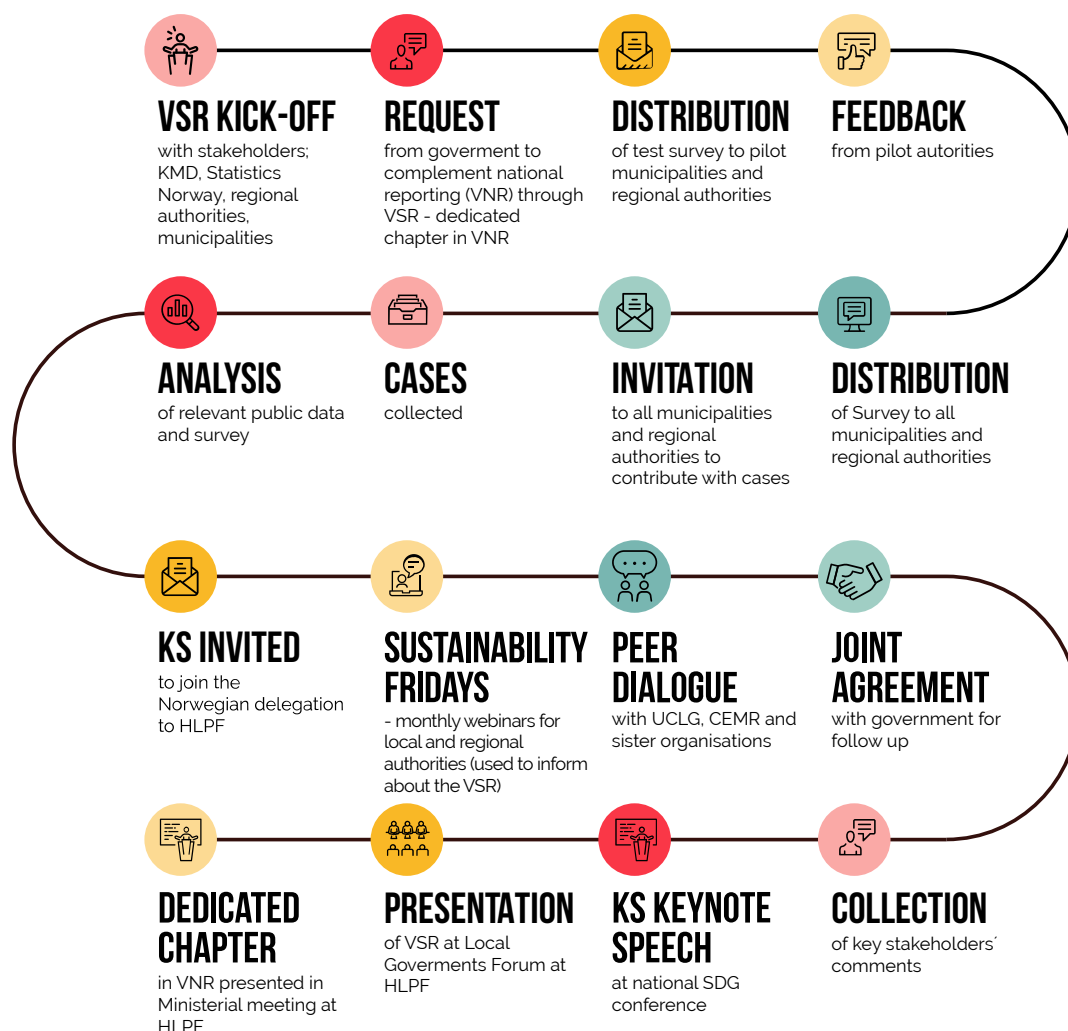 VSR KICK-OFF
with stakeholders;
KMD, Statistics
Norway, regional
authorities,
municipalities
REQUEST
from goverment to
complement national
reporting (VNR) through
VSR - dedicated
chapter in VNR
DISTRIBUTION
of test survey to pilot
municipalities and
regional authorities
FEEDBACK
from pilot autorities
ANALYSIS
of relevant public data
and survey
CASES
collected
INVITATION
to all municipalities
and regional
authorities to
contribute with cases
DISTRIBUTION
of Survey to all
municipalities and
regional authorities
KS INVITED
to join the
Norwegian delegation
to HLPF
SUSTAINABILITY
FRIDAYS
- monthly webinars for
local and regional
authorities (used to inform
about the VSR)
PEER
DIALOGUE
with UCLG, CEMR and
sister organisations
JOINT
AGREEMENT
with government for
follow up
DEDICATED
CHAPTER
in VNR presented in
Ministerial meeting at
HLPF
PRESENTATION
of VSR at Local
Goverments Forum at
HLPF
KS KEYNOTE
SPEECH
at national SDG
conference
COLLECTION
of key stakeholders´
comments